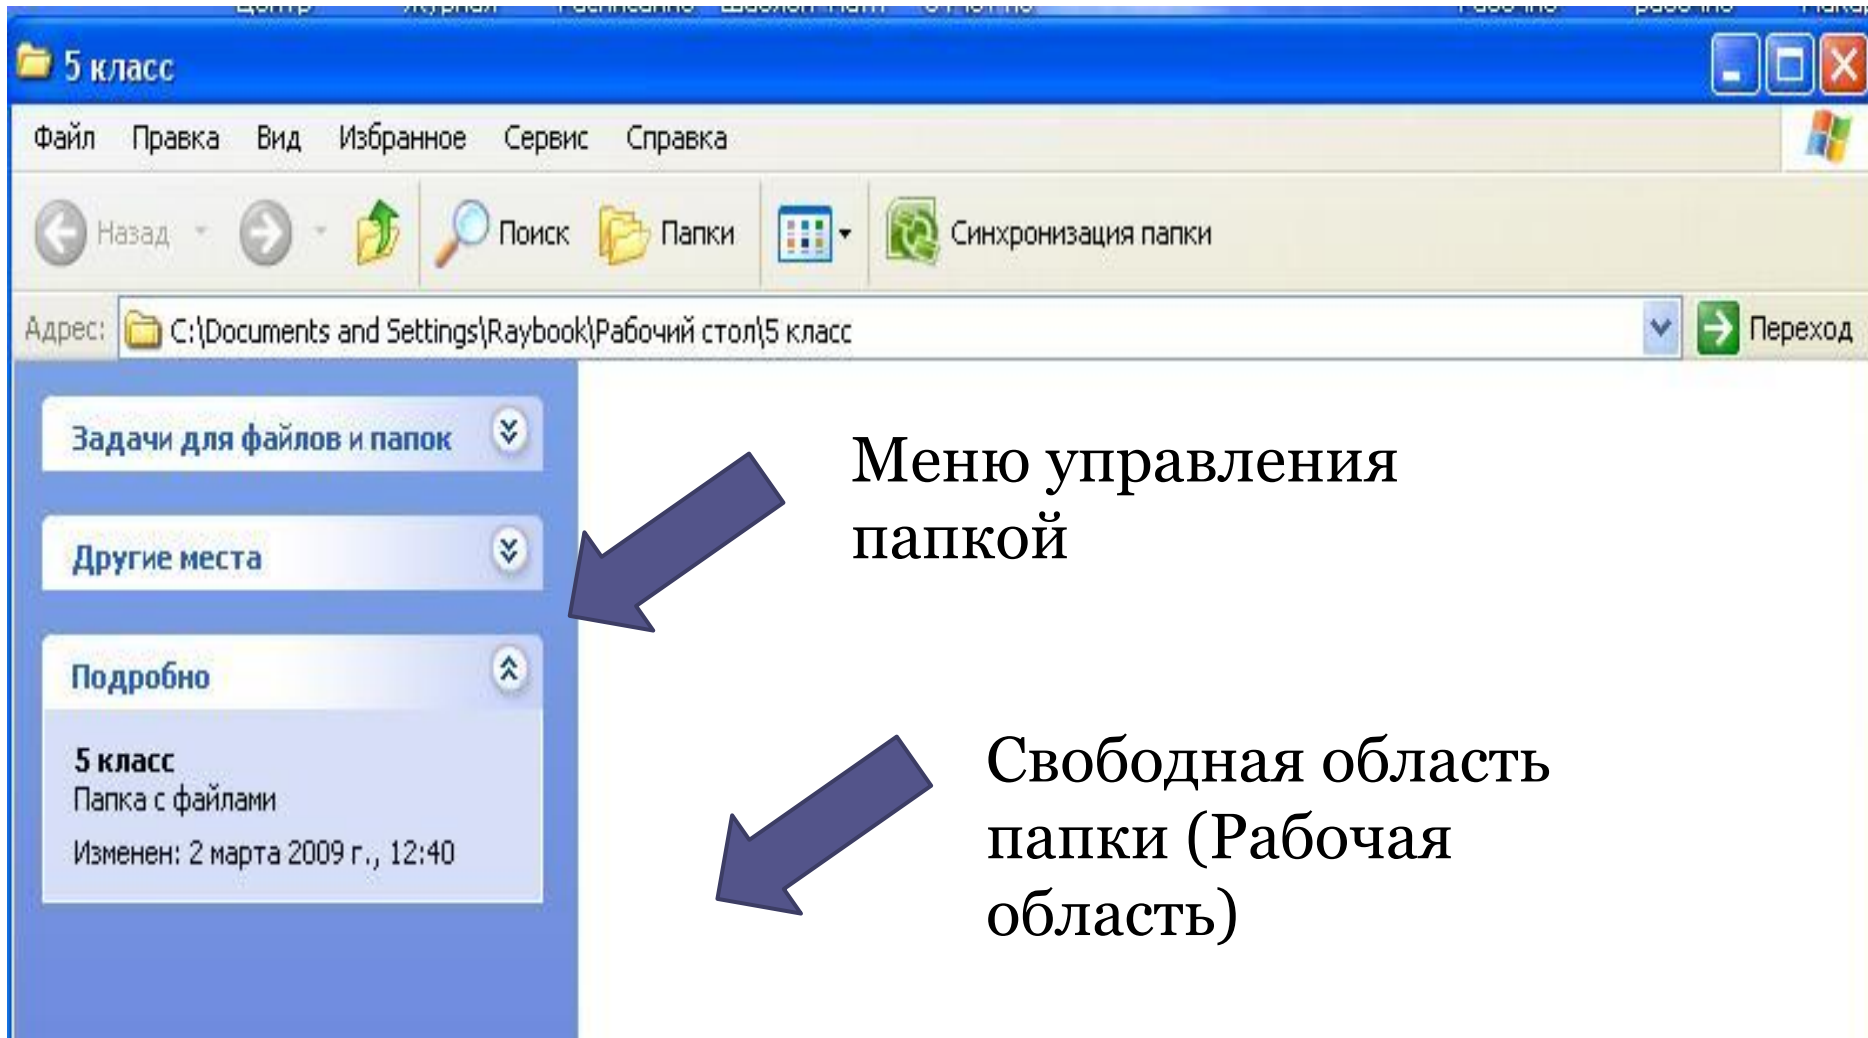 5 класс
Файл Правка Вид Избранное Сервис Справка
Назад Поиск Папки Синхронизация папки
Адрес: C:\Documents and Settings\Raybook\Рабочий стол\5 класс Переход
Задачи для файлов и папок
Другие места
Подробно
5 класс
Папка с файлами
Изменен: 2 марта 2009 г., 12:40
Меню управления
папкой
Свободная область
папки (Рабочая
область)